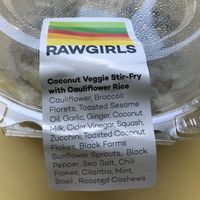 RAWGIRLS
Coconut Veggie Stir-Fry
with Cauliflower Rice
Cauliflower, Broccoli
Florets, Toasted Sesame
Oil, Garlic, Ginger, Coconut
Milk, Cider Vinegar, Squash,
Zucchini, Toasted Coconut
Flakes, Black Farms
Sunflower Sprouts, Black
Pepper, Sea Salt, Chili
Flakes, Cilantro, Mint,
Basil, Roasted Cashews